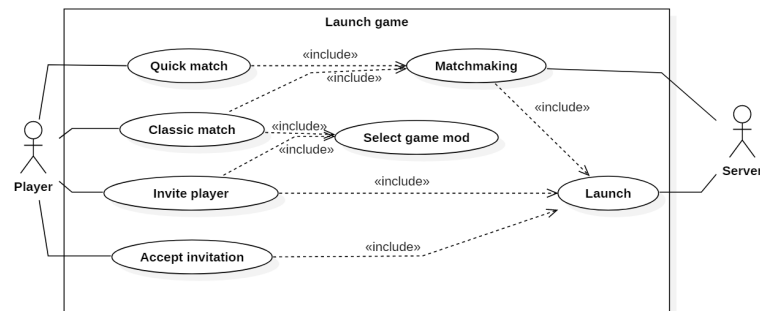 Launch game
Quick match
«include»
Matchmaking
«include»
«include»
Classic match
«include»
Select game mod
«include»
Player
Invite player
«include»
Launch
Server
Accept invitation
«include»